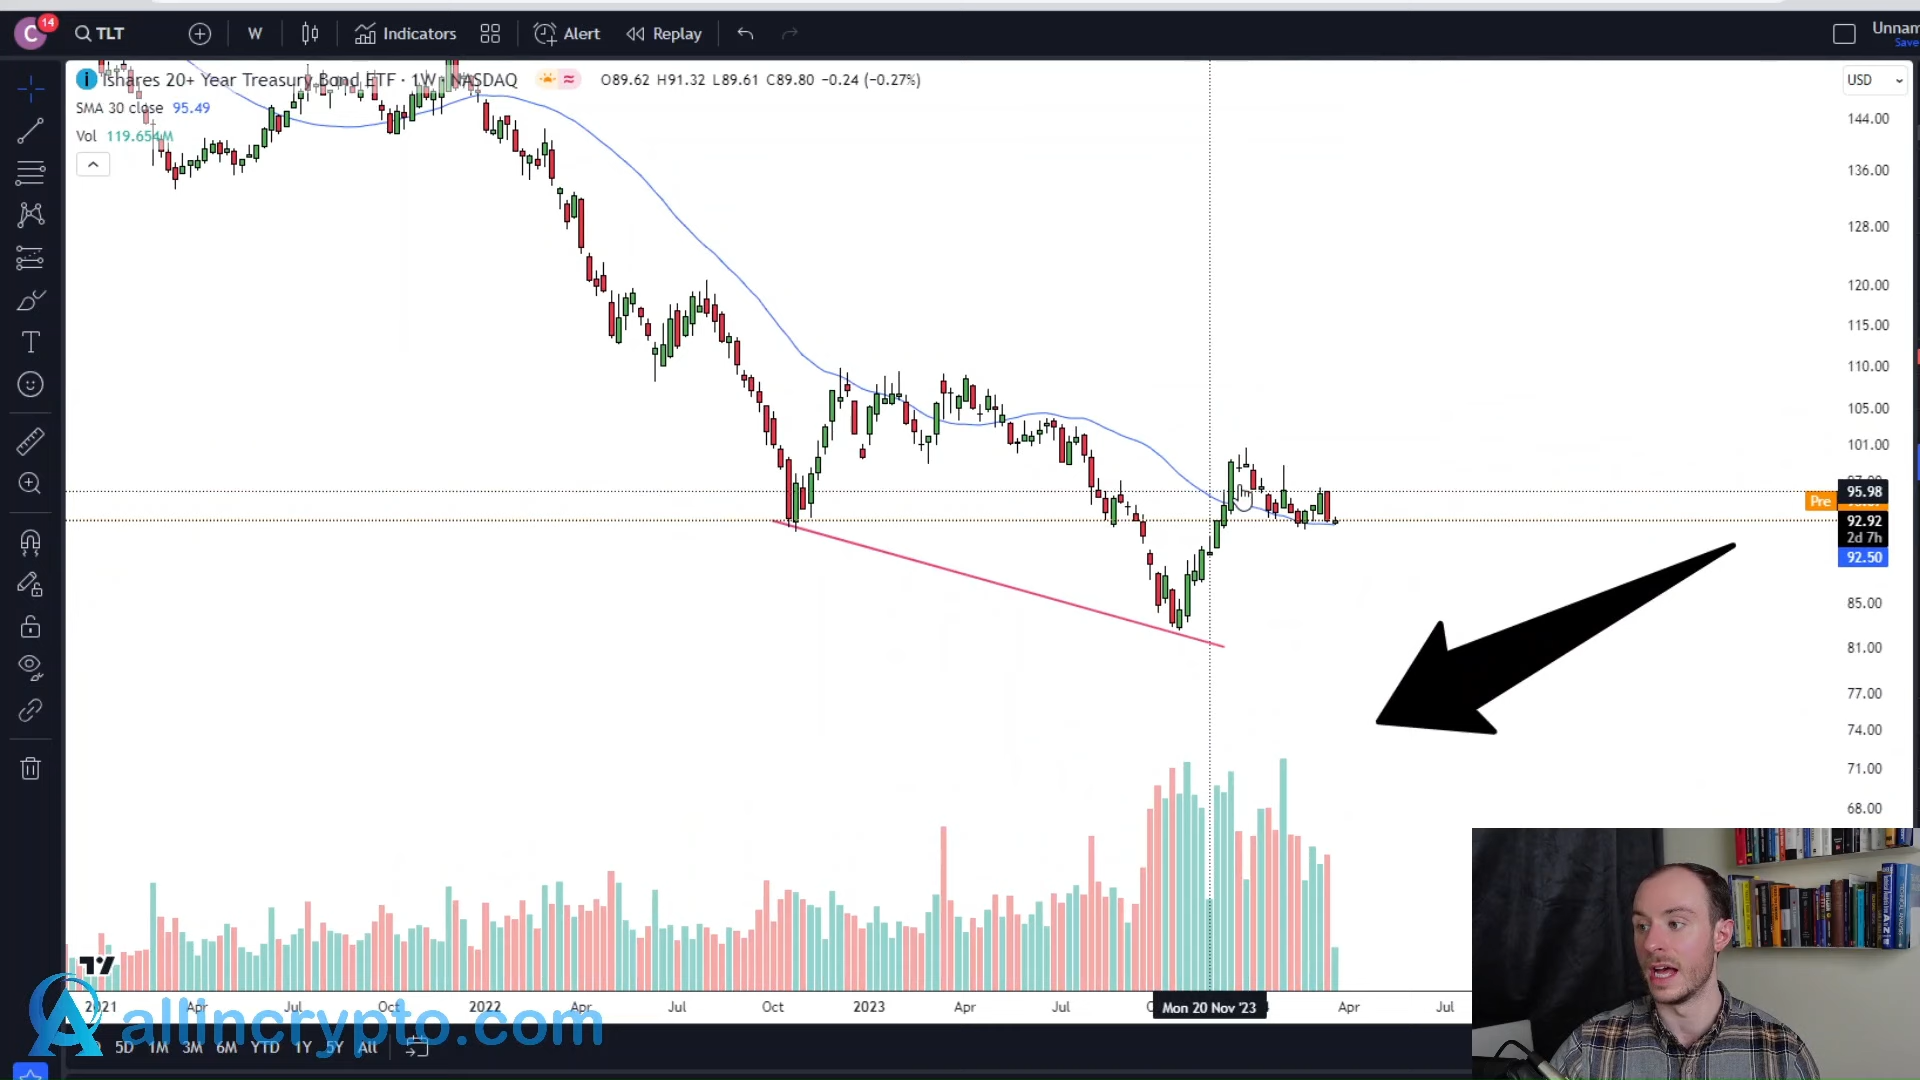 C 14 TLT W Indicators Alert Replay Unnam
Save
Ishares 20+ Year Treasury Bond ETF · 1W · NASDAQ O89.62 H91.32 L89.61 C89.80 −0.24 (−0.27%) USD
SMA 30 close 95.49
Vol 119.654M
144.00
136.00
128.00
120.00
115.00
110.00
105.00
101.00
95.98
Pre
92.92
2d 7h
92.50
85.00
81.00
77.00
74.00
71.00
68.00
2021 Apr Jul Oct 2022 Apr Jul Oct 2023 Apr Jul Mon 20 Nov '23 Apr Jul
allincrypto.com
5D 1M 3M 6M YTD 1Y 5Y All